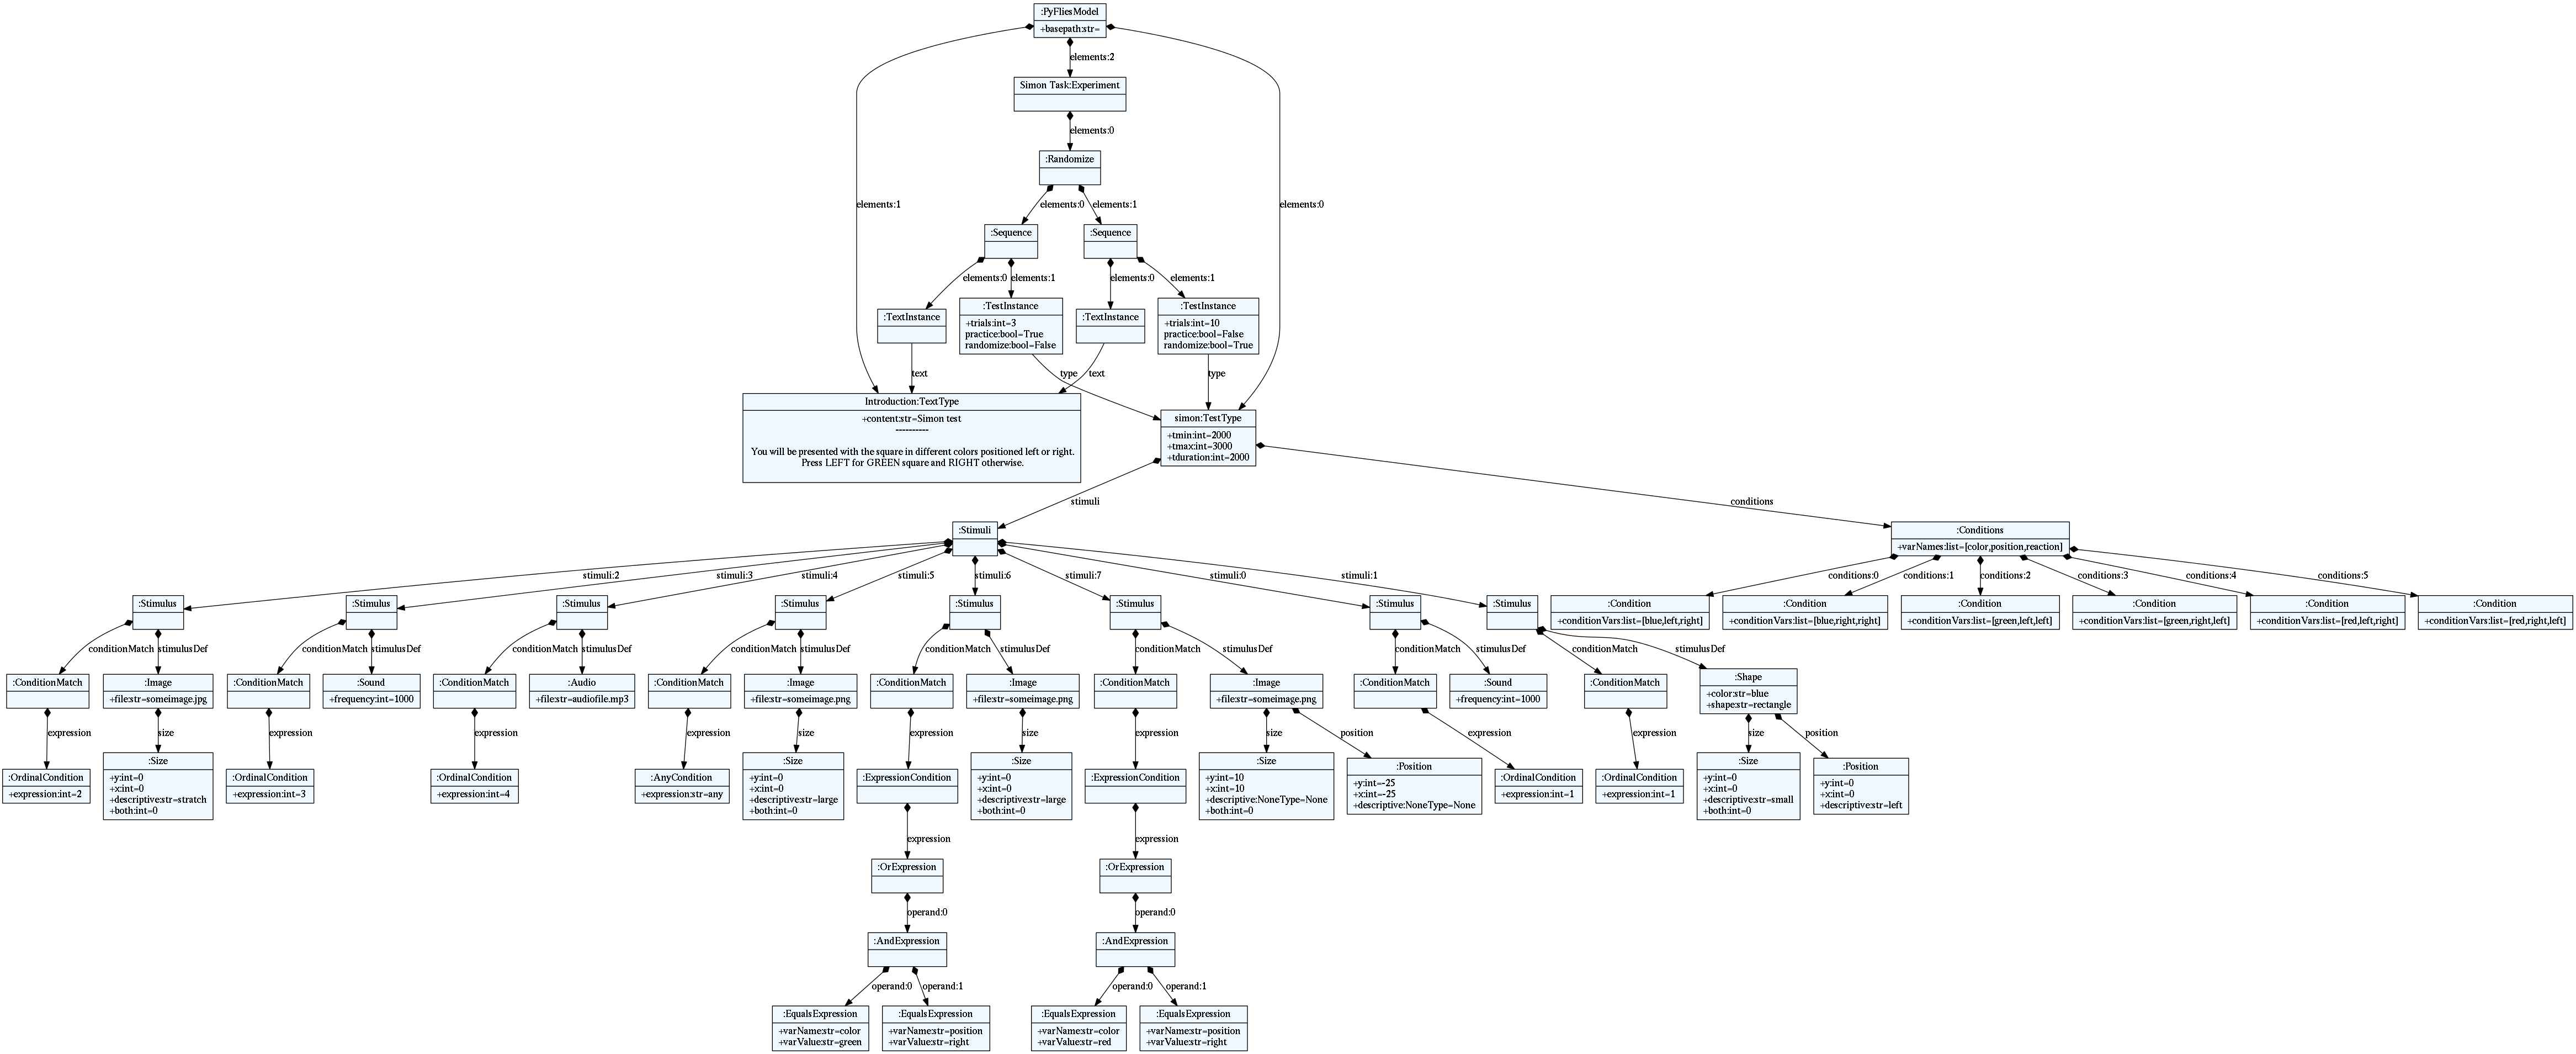 :PyFliesModel
+basepath:str=
elements:2
Simon Task:Experiment
elements:0
:Randomize
elements:1
elements:0
elements:1
elements:0
:Sequence
:Sequence
elements:0
elements:1
elements:0
elements:1
:TextInstance
:TestInstance
+trials:int=3
practice:bool=True
randomize:bool=False
:TextInstance
:TestInstance
+trials:int=10
practice:bool=False
randomize:bool=True
text
type
text
type
Introduction:TextType
+content:str=Simon test
----------
You will be presented with the square in different colors positioned left or right.
Press LEFT for GREEN square and RIGHT otherwise.
simon:TestType
+tmin:int=2000
+tmax:int=3000
+tduration:int=2000
stimuli
conditions
:Stimuli
:Conditions
+varNames:list=[color,position,reaction]
stimuli:2
stimuli:3
stimuli:4
stimuli:5
stimuli:6
stimuli:7
stimuli:0
stimuli:1
conditions:0
conditions:1
conditions:2
conditions:3
conditions:4
conditions:5
:Stimulus
:Stimulus
:Stimulus
:Stimulus
:Stimulus
:Stimulus
:Stimulus
:Stimulus
:Condition
+conditionVars:list=[blue,left,right]
:Condition
+conditionVars:list=[blue,right,right]
:Condition
+conditionVars:list=[green,left,left]
:Condition
+conditionVars:list=[green,right,left]
:Condition
+conditionVars:list=[red,left,right]
:Condition
+conditionVars:list=[red,right,left]
conditionMatch
stimulusDef
conditionMatch
stimulusDef
conditionMatch
stimulusDef
conditionMatch
stimulusDef
conditionMatch
stimulusDef
conditionMatch
stimulusDef
conditionMatch
stimulusDef
conditionMatch
stimulusDef
:ConditionMatch
:Image
+file:str=someimage.jpg
:ConditionMatch
:Sound
+frequency:int=1000
:ConditionMatch
:Audio
+file:str=audiofile.mp3
:ConditionMatch
:Image
+file:str=someimage.png
:ConditionMatch
:Image
+file:str=someimage.png
:ConditionMatch
:Image
+file:str=someimage.png
:ConditionMatch
:Sound
+frequency:int=1000
:ConditionMatch
:Shape
+color:str=blue
+shape:str=rectangle
expression
size
expression
expression
expression
size
expression
size
expression
size
position
expression
expression
size
position
:OrdinalCondition
+expression:int=2
:Size
+y:int=0
+x:int=0
+descriptive:str=stratch
+both:int=0
:OrdinalCondition
+expression:int=3
:OrdinalCondition
+expression:int=4
:AnyCondition
+expression:str=any
:Size
+y:int=0
+x:int=0
+descriptive:str=large
+both:int=0
:ExpressionCondition
:Size
+y:int=0
+x:int=0
+descriptive:str=large
+both:int=0
:ExpressionCondition
:Size
+y:int=10
+x:int=10
+descriptive:NoneType=None
+both:int=0
:Position
+y:int=-25
+x:int=-25
+descriptive:NoneType=None
:OrdinalCondition
+expression:int=1
:OrdinalCondition
+expression:int=1
:Size
+y:int=0
+x:int=0
+descriptive:str=small
+both:int=0
:Position
+y:int=0
+x:int=0
+descriptive:str=left
expression
expression
:OrExpression
:OrExpression
operand:0
operand:0
:AndExpression
:AndExpression
operand:0
operand:1
operand:0
operand:1
:EqualsExpression
+varName:str=color
+varValue:str=green
:EqualsExpression
+varName:str=position
+varValue:str=right
:EqualsExpression
+varName:str=color
+varValue:str=red
:EqualsExpression
+varName:str=position
+varValue:str=right